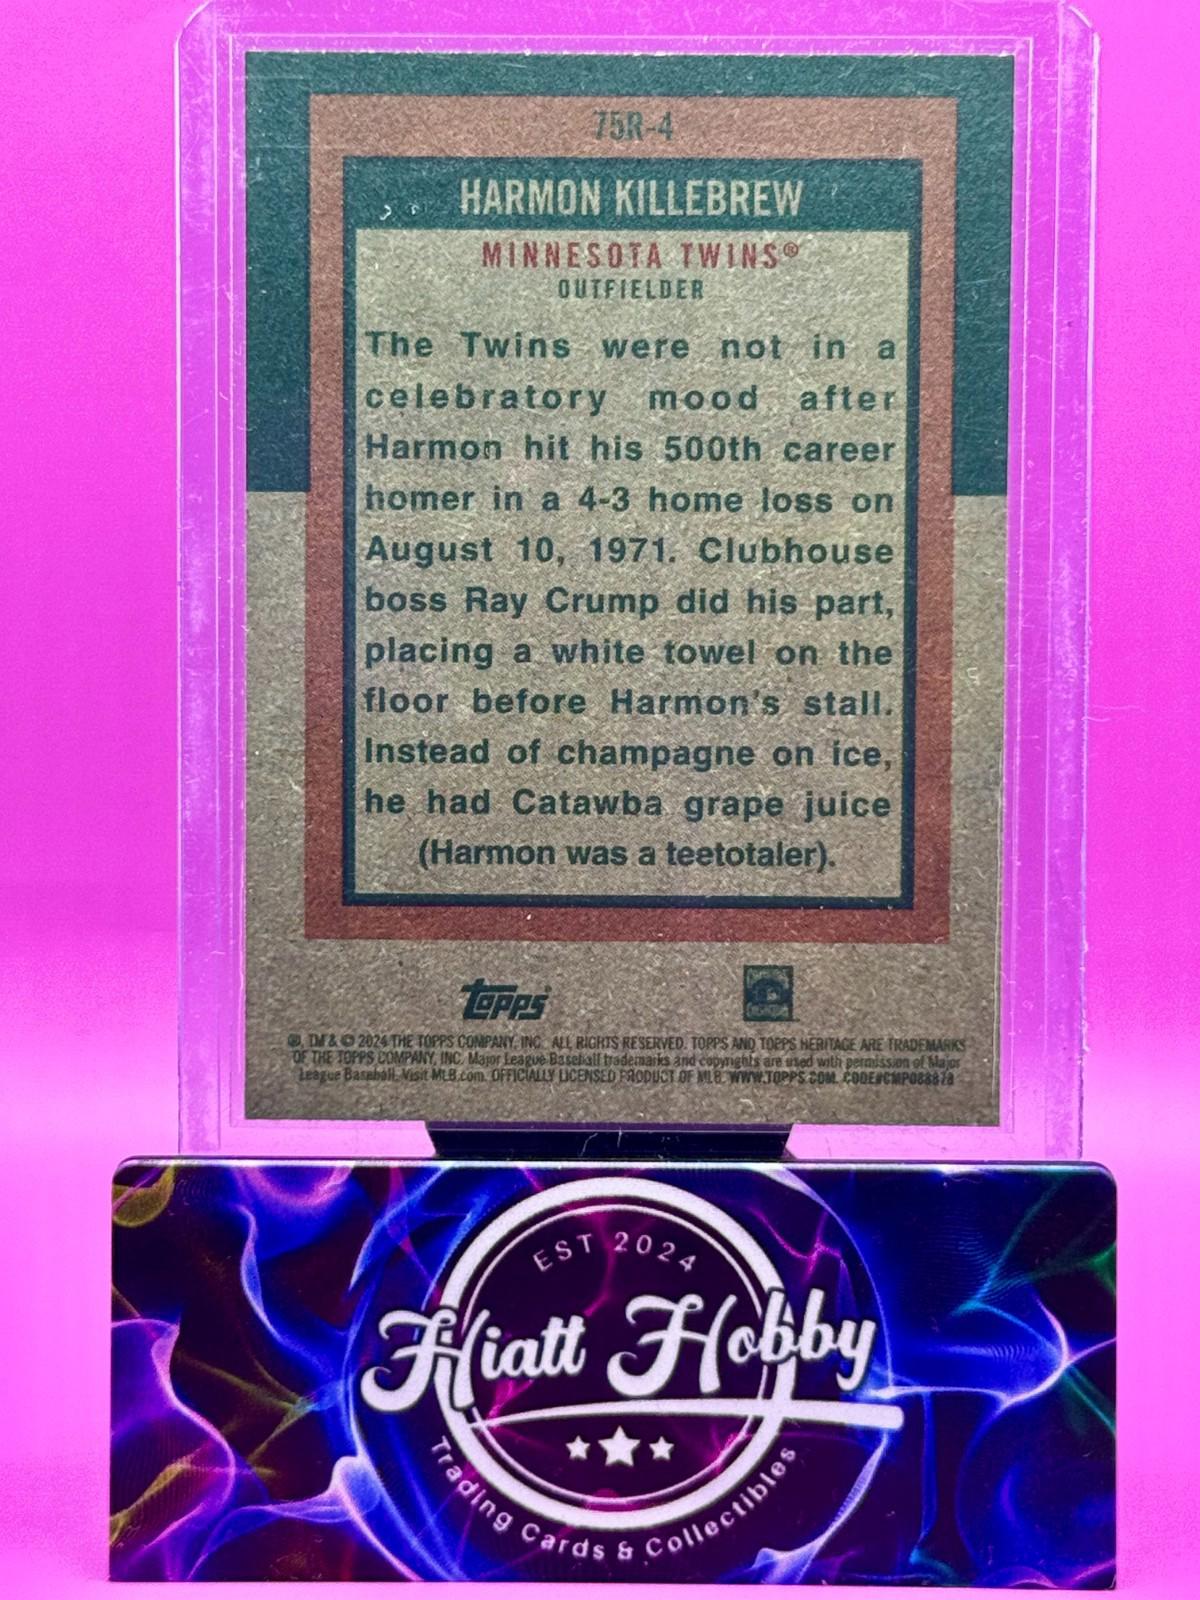 75R-4
HARMON KILLEBREW
MINNESOTA TWINS®
OUTFIELDER
The Twins were not in a
celebratory mood after
Harmon hit his 500th career
homer in a 4-3 home loss on
August 10, 1971. Clubhouse
boss Ray Crump did his part,
placing a white towel on the
floor before Harmon's stall.
Instead of champagne on ice,
he had Catawba grape juice
(Harmon was a teetotaler).
topps
®, TM & © 2024 THE TOPPS COMPANY, INC. ALL RIGHTS RESERVED. TOPPS AND TOPPS HERITAGE ARE TRADEMARKS
OF THE TOPPS COMPANY, INC. Major League Baseball trademarks and copyrights are used with permission of Major
League Baseball. Visit MLB.com. OFFICIALLY LICENSED PRODUCT OF MLB. WWW.TOPPS.COM. CODE#CMP088878
EST 2024
Hiatt Hobby
Trading Cards & Collectibles